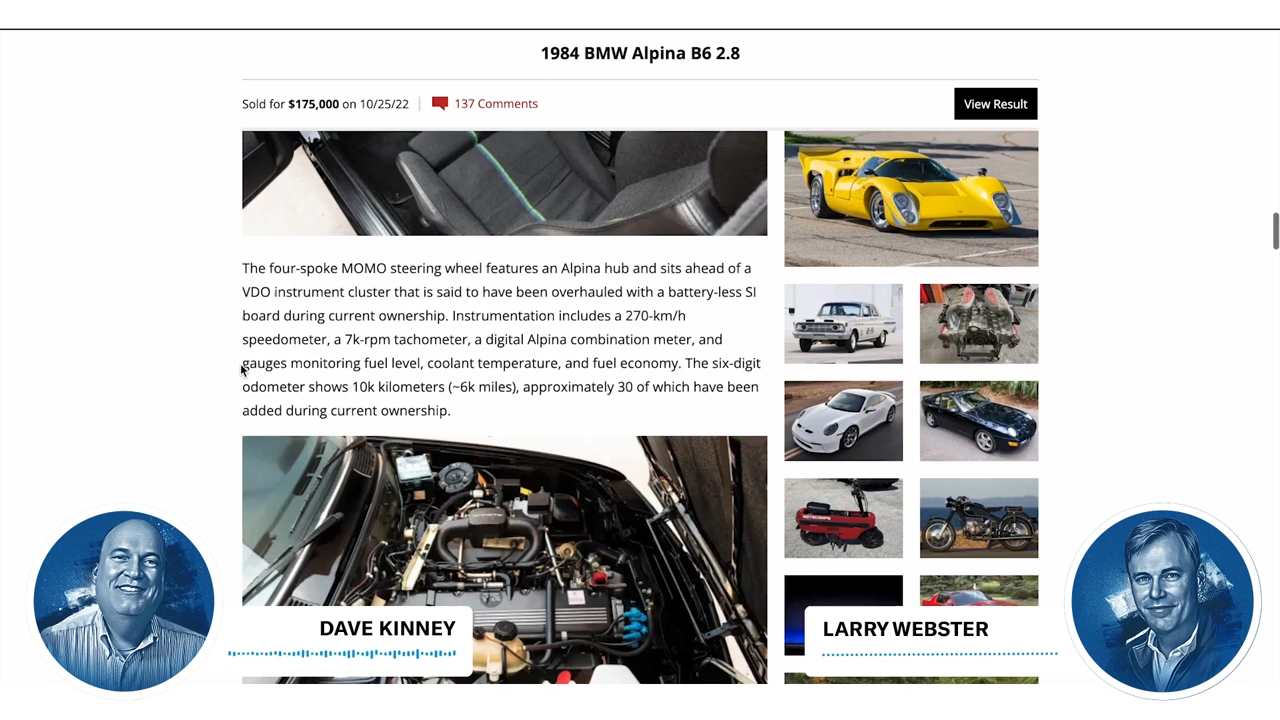 1984 BMW Alpina B6 2.8
Sold for $175,000 on 10/25/22
137 Comments
View Result
The four-spoke MOMO steering wheel features an Alpina hub and sits ahead of a
VDO instrument cluster that is said to have been overhauled with a battery-less SI
board during current ownership. Instrumentation includes a 270-km/h
speedometer, a 7k-rpm tachometer, a digital Alpina combination meter, and
gauges monitoring fuel level, coolant temperature, and fuel economy. The six-digit
odometer shows 10k kilometers (~6k miles), approximately 30 of which have been
added during current ownership.
DAVE KINNEY
LARRY WEBSTER